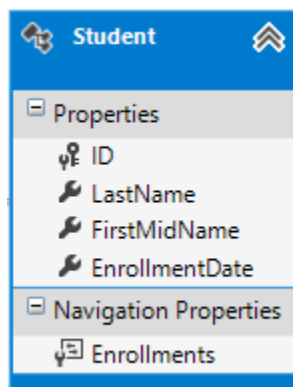 Student
Properties
ID
LastName
FirstMidName
EnrollmentDate
Navigation Properties
Enrollments